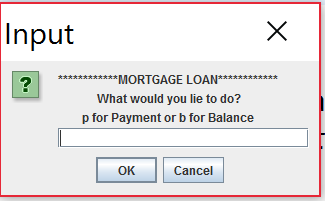 Input
************MORTGAGE LOAN************
What would you lie to do?
p for Payment or b for Balance
OK Cancel